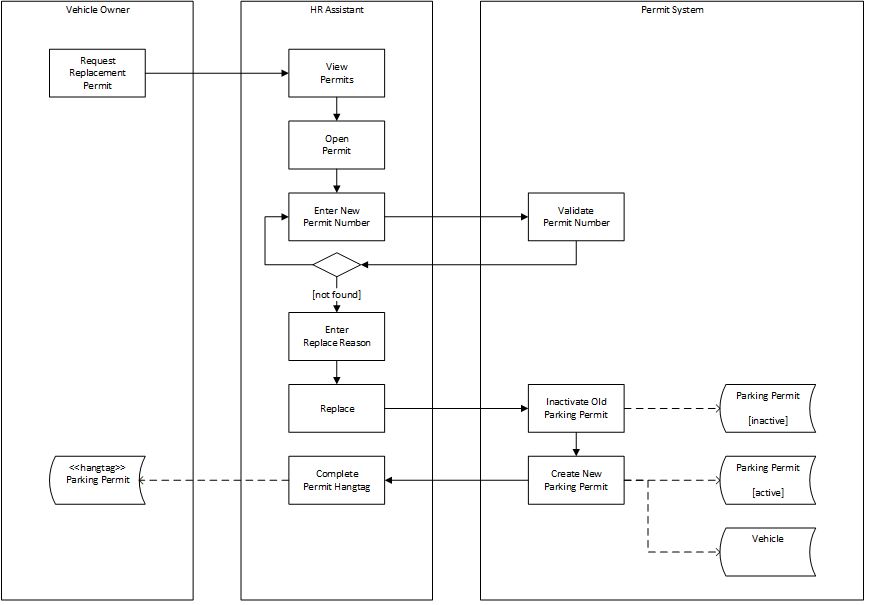 Vehicle Owner
HR Assistant
Permit System
Request
Replacement
Permit
View
Permits
Open
Permit
Enter New
Permit Number
Validate
Permit Number
[not found]
Enter
Replace Reason
Replace
Inactivate Old
Parking Permit
Parking Permit
[inactive]
<<hangtag>>
Parking Permit
Complete
Permit Hangtag
Create New
Parking Permit
Parking Permit
[active]
Vehicle